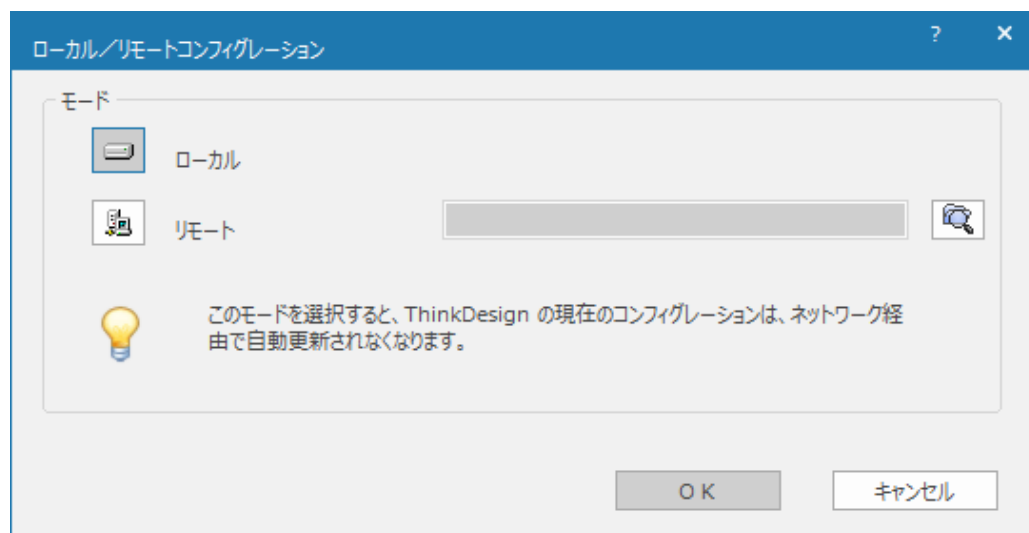 ローカル／リモートコンフィグレーション
?
×
モード
ローカル
リモート
このモードを選択すると、ThinkDesign の現在のコンフィグレーションは、ネットワーク経
由で自動更新されなくなります。
ＯＫ
キャンセル